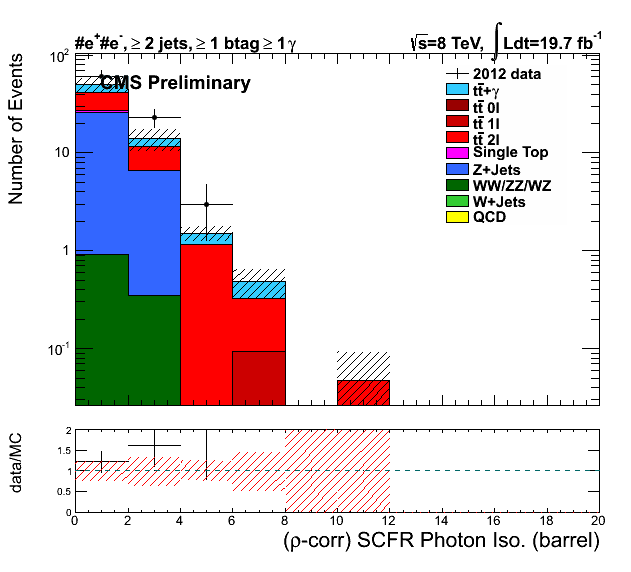 #e⁺#e⁻, ≥ 2 jets, ≥ 1 btag ≥ 1 γ
√s=8 TeV, ∫ Ldt=19.7 fb⁻¹
CMS Preliminary
2012 data
tt̄+γ
tt̄ 0l
tt̄ 1l
tt̄ 2l
Single Top
Z+Jets
WW/ZZ/WZ
W+Jets
QCD
Number of Events
10²
10
1
10⁻¹
data/MC
2
1.5
1
0.5
0
0 2 4 6 8 10 12 14 16 18 20
(ρ-corr) SCFR Photon Iso. (barrel)